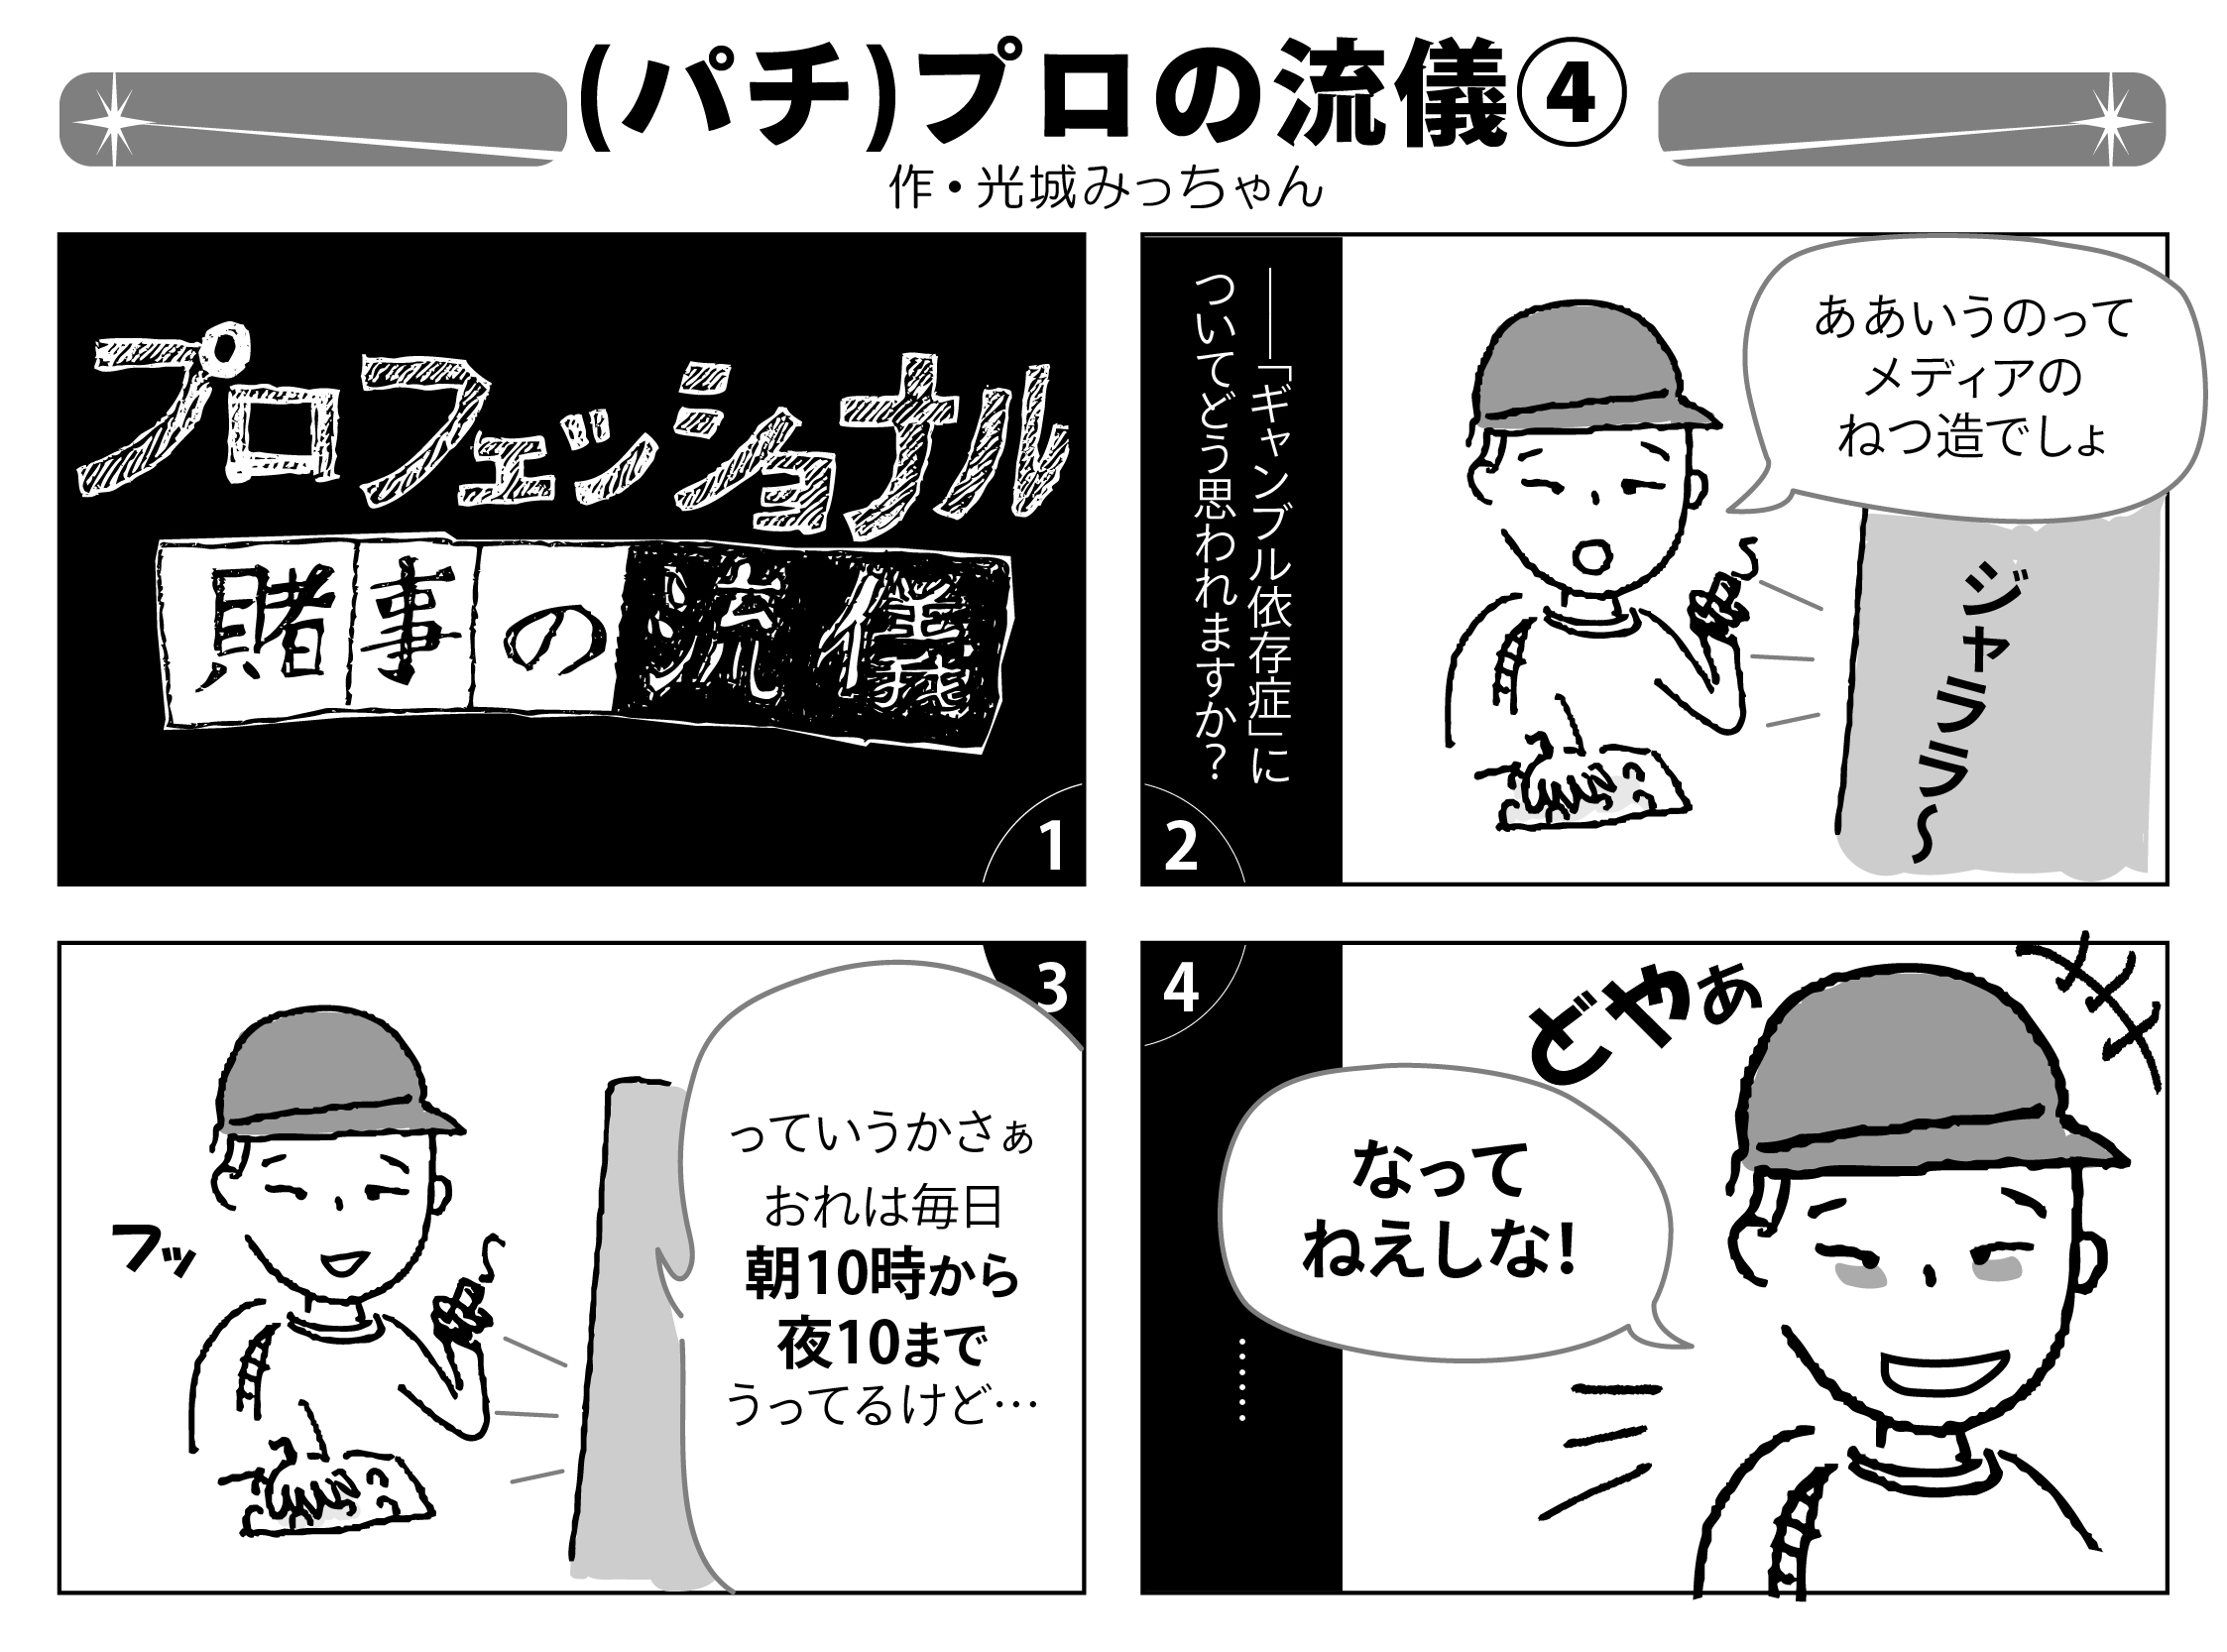 (パチ)プロの流儀④
作・光城みっちゃん
プロフェッショナル
賭事の流儀
1
――「ギャンブル依存症」に
ついてどう思われますか？
ああいうのって
メディアの
ねつ造でしょ
ジャララ～
2
3
っていうかさぁ
おれは毎日
朝10時から
夜10まで
うってるけど…
フッ
4
どやぁ
なって
ねえしな!
……